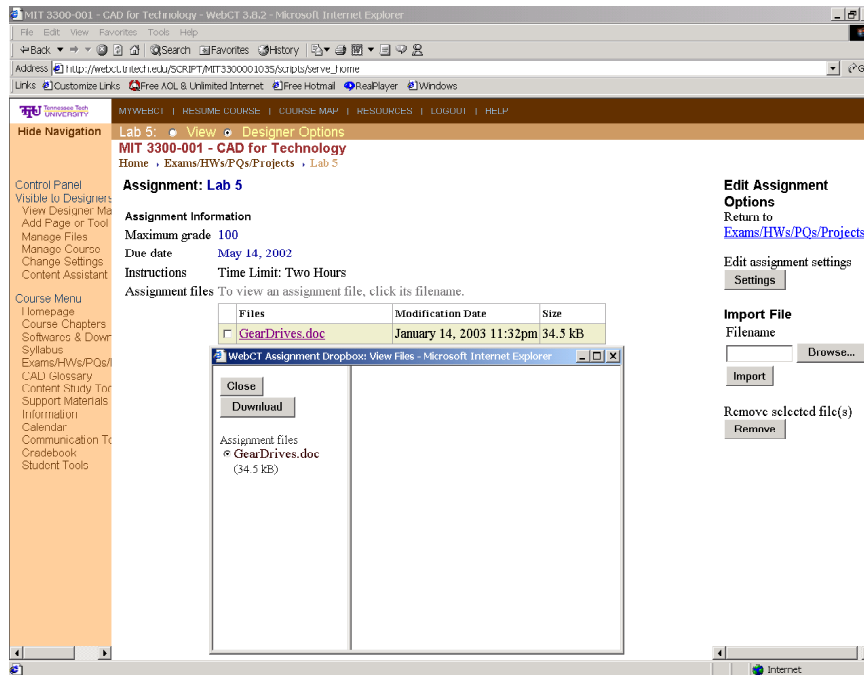 MIT 3300-001 - CAD for Technology - WebCT 3.8.2 - Microsoft Internet Explorer
File Edit View Favorites Tools Help
Back Search Favorites History
Address http://webct.tntech.edu/SCRIPT/MIT3300001035/scripts/serve_home
Links Customize Links Free AOL & Unlimited Internet Free Hotmail RealPlayer Windows
Tennessee Tech
UNIVERSITY
MYWEBCT | RESUME COURSE | COURSE MAP | RESOURCES | LOGOUT | HELP
Hide Navigation
Lab 5: View Designer Options
MIT 3300-001 - CAD for Technology
Home › Exams/HWs/PQs/Projects › Lab 5
Control Panel
Visible to Designers
View Designer Ma
Add Page or Tool
Manage Files
Manage Course
Change Settings
Content Assistant
Course Menu
Homepage
Course Chapters
Softwares & Down
Syllabus
Exams/HWs/PQs/
CAD Glossary
Content Study Too
Support Materials
Information
Calendar
Communication To
Gradebook
Student Tools
Assignment: Lab 5
Assignment Information
Maximum grade 100
Due date May 14, 2002
Instructions Time Limit: Two Hours
Assignment files To view an assignment file, click its filename.
Files Modification Date Size
GearDrives.doc January 14, 2003 11:32pm 34.5 kB
WebCT Assignment Dropbox: View Files - Microsoft Internet Explorer
Close
Download
Assignment files
GearDrives.doc
(34.5 kB)
Edit Assignment
Options
Return to
Exams/HWs/PQs/Projects
Edit assignment settings
Settings
Import File
Filename
Browse...
Import
Remove selected file(s)
Remove
Internet